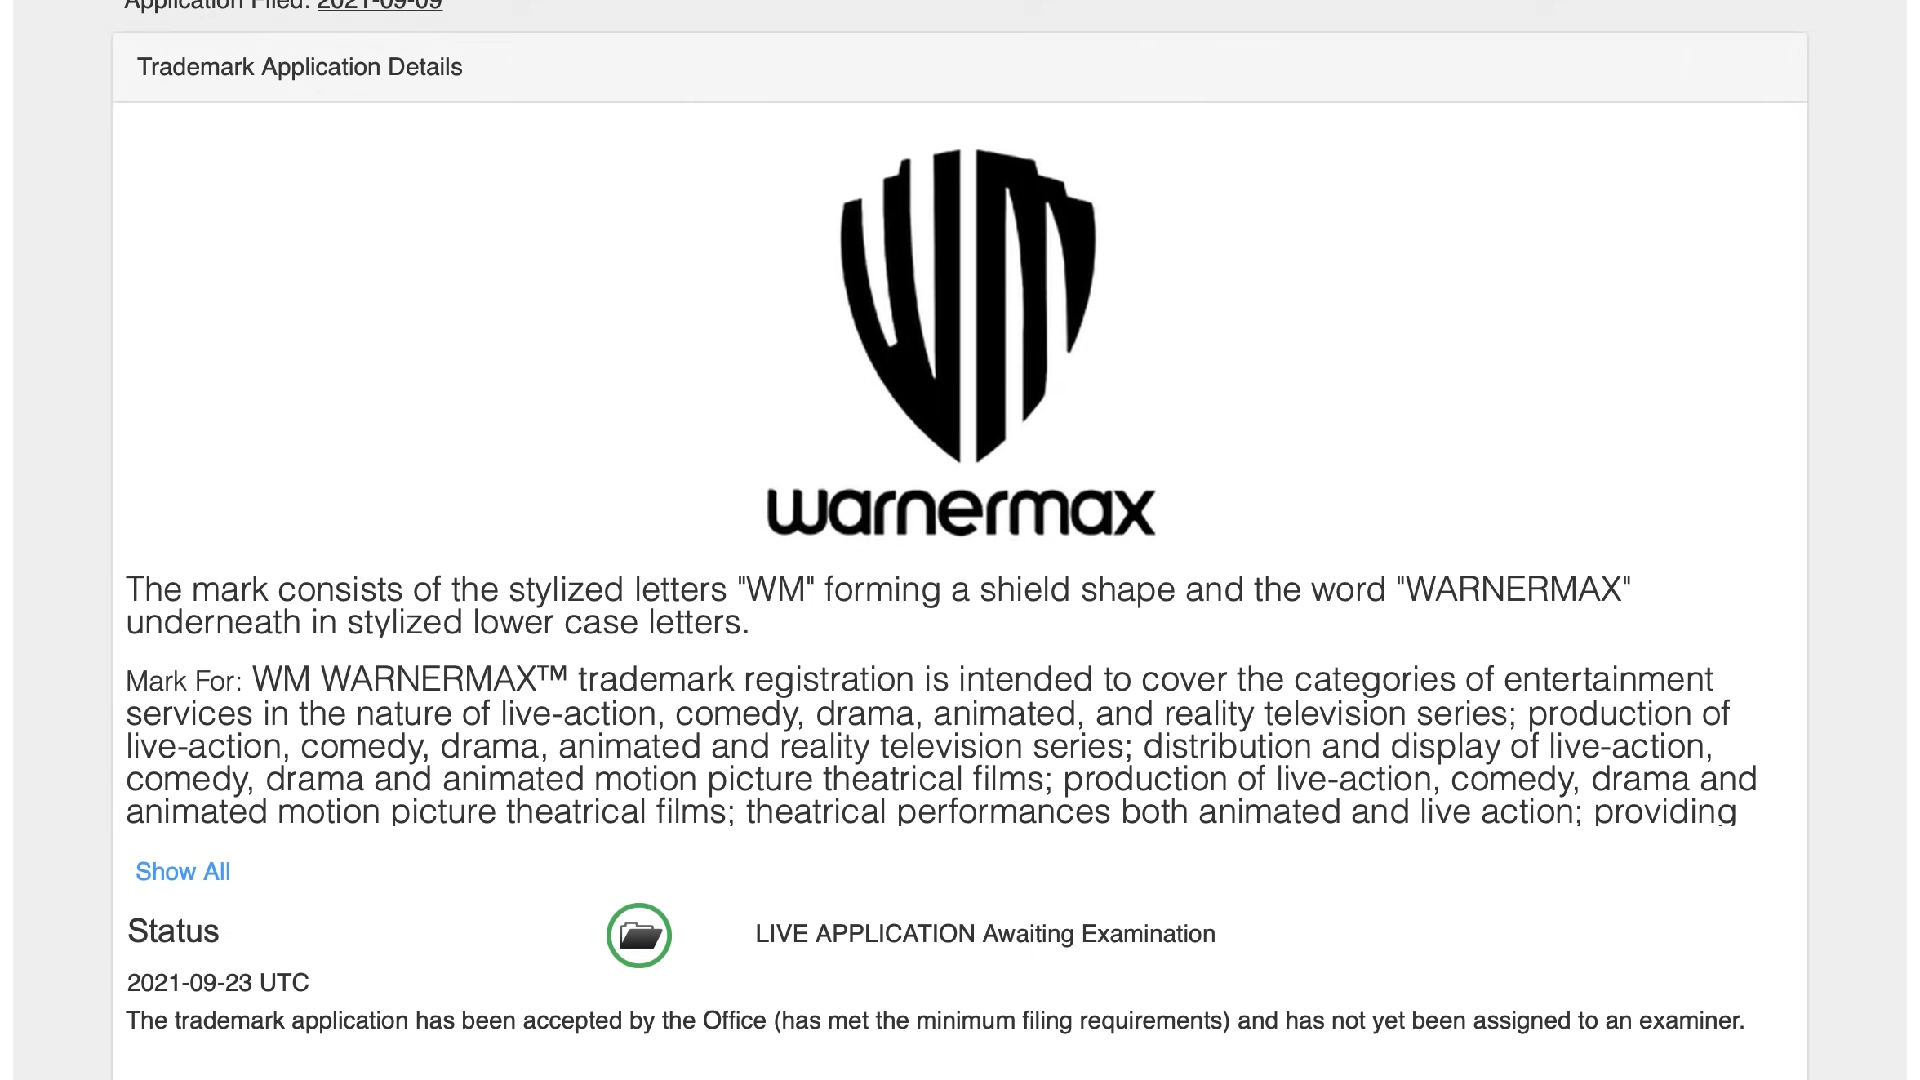 Application Filed: 2021-09-09
Trademark Application Details
WM
warnermax
The mark consists of the stylized letters "WM" forming a shield shape and the word "WARNERMAX"
underneath in stylized lower case letters.
Mark For: WM WARNERMAX™ trademark registration is intended to cover the categories of entertainment
services in the nature of live-action, comedy, drama, animated, and reality television series; production of
live-action, comedy, drama, animated and reality television series; distribution and display of live-action,
comedy, drama and animated motion picture theatrical films; production of live-action, comedy, drama and
animated motion picture theatrical films; theatrical performances both animated and live action; providing
Show All
Status
LIVE APPLICATION Awaiting Examination
2021-09-23 UTC
The trademark application has been accepted by the Office (has met the minimum filing requirements) and has not yet been assigned to an examiner.